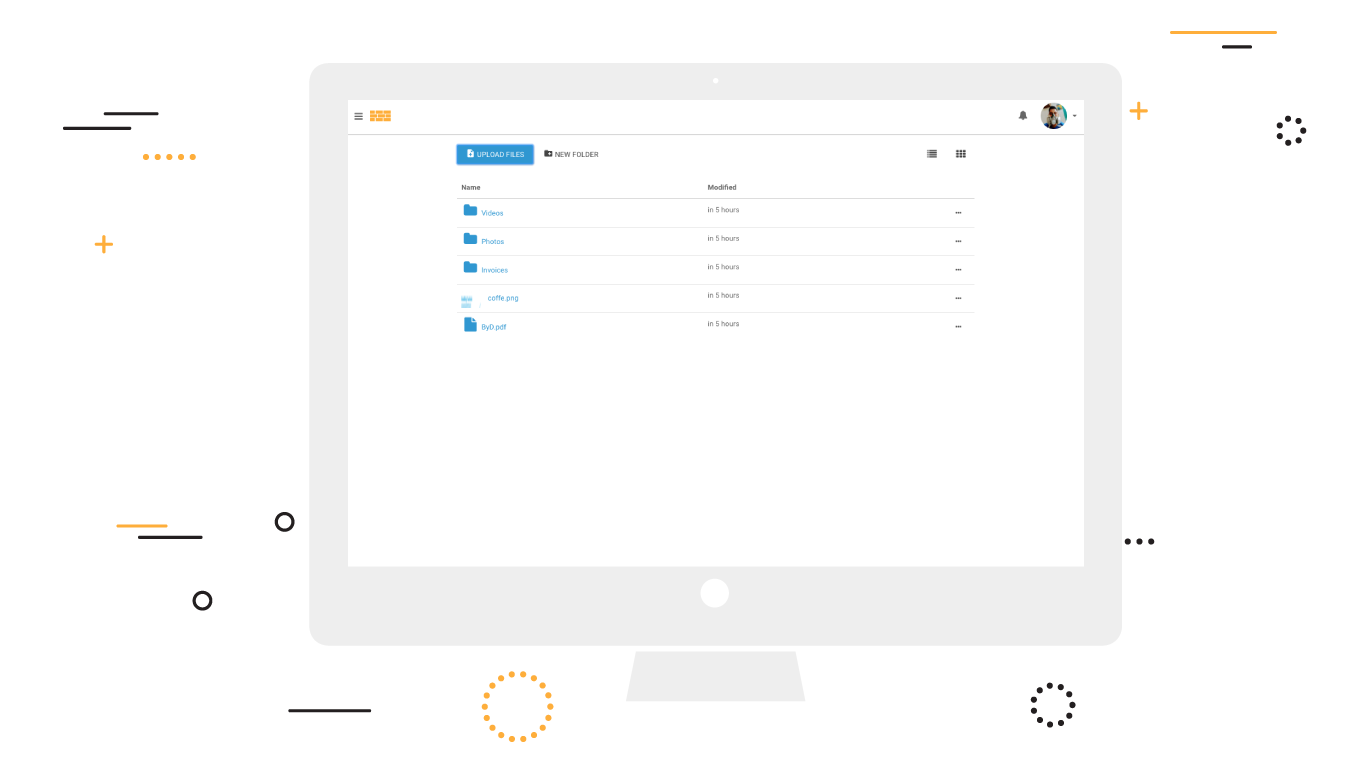 UPLOAD FILES NEW FOLDER
Name Modified
Videos in 5 hours
Photos in 5 hours
Invoices in 5 hours
coffe.png in 5 hours
ByD.pdf in 5 hours